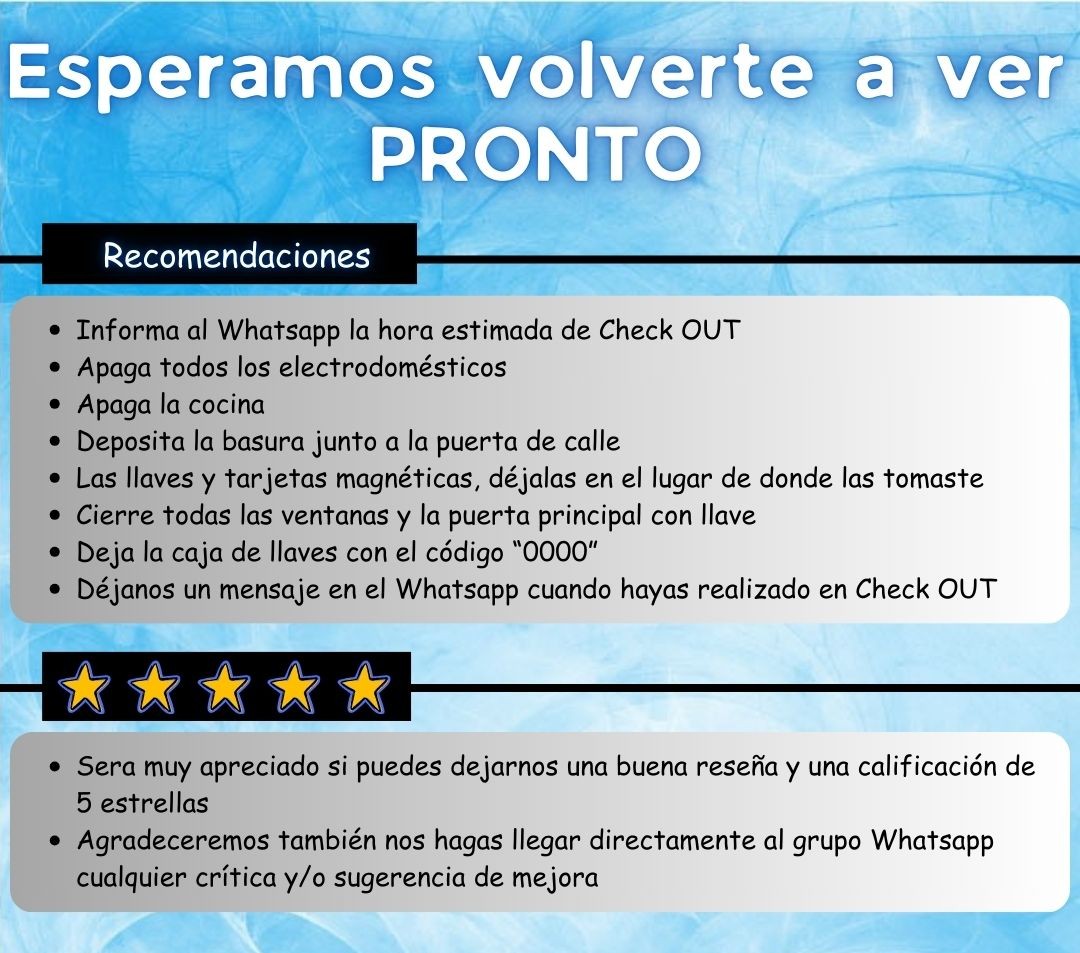 Esperamos volverte a ver
PRONTO
Recomendaciones
• Informa al Whatsapp la hora estimada de Check OUT
• Apaga todos los electrodomésticos
• Apaga la cocina
• Deposita la basura junto a la puerta de calle
• Las llaves y tarjetas magnéticas, déjalas en el lugar de donde las tomaste
• Cierre todas las ventanas y la puerta principal con llave
• Deja la caja de llaves con el código “0000”
• Déjanos un mensaje en el Whatsapp cuando hayas realizado en Check OUT
• Sera muy apreciado si puedes dejarnos una buena reseña y una calificación de
5 estrellas
• Agradeceremos también nos hagas llegar directamente al grupo Whatsapp
cualquier crítica y/o sugerencia de mejora